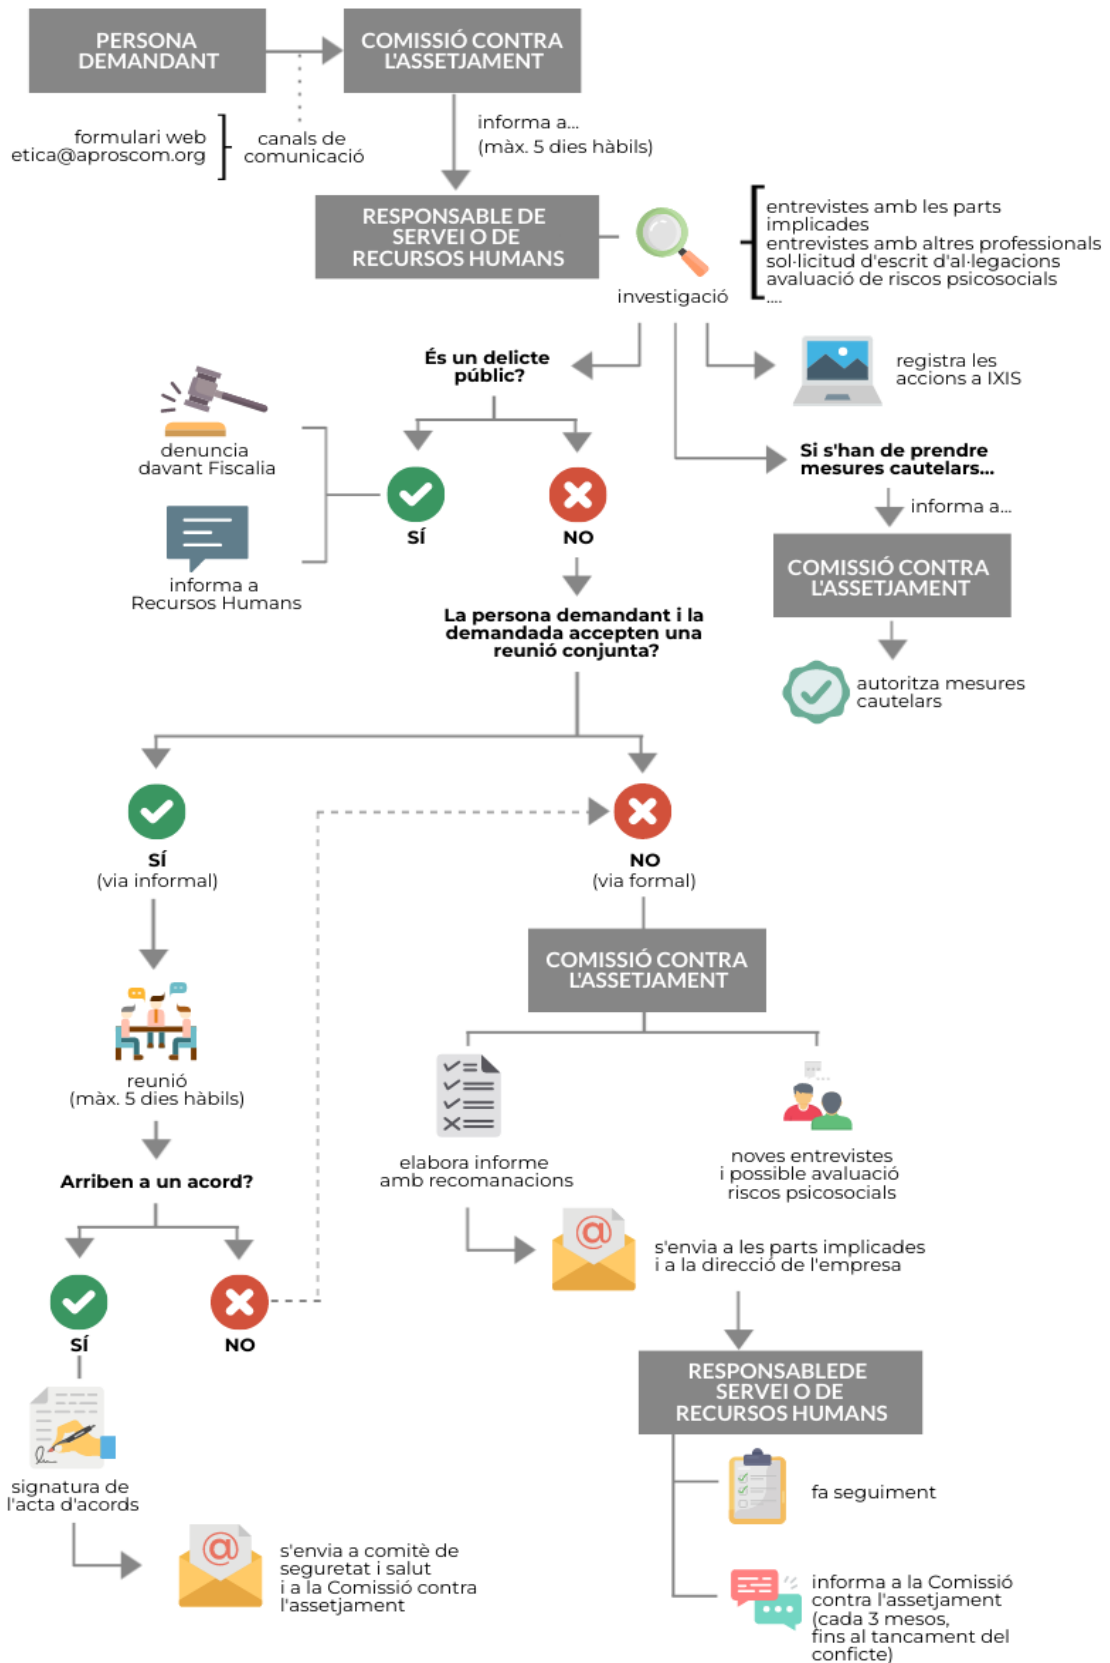 PERSONA
DEMANDANT
COMISSIÓ CONTRA
L'ASSETJAMENT
formulari web
etica@aproscom.org
canals de
comunicació
informa a...
(màx. 5 dies hàbils)
RESPONSABLE DE
SERVEI O DE
RECURSOS HUMANS
investigació
entrevistes amb les parts
implicades
entrevistes amb altres professionals
sol·licitud d'escrit d'al·legacions
avaluació de riscos psicosocials
....
És un delicte
públic?
registra les
accions a IXIS
denuncia
davant Fiscalia
Si s'han de prendre
mesures cautelars...
informa a...
SÍ
NO
informa a
Recursos Humans
COMISSIÓ CONTRA
L'ASSETJAMENT
La persona demandant i la
demandada accepten una
reunió conjunta?
autoritza mesures
cautelars
SÍ
(via informal)
NO
(via formal)
COMISSIÓ CONTRA
L'ASSETJAMENT
reunió
(màx. 5 dies hàbils)
elabora informe
amb recomanacions
noves entrevistes
i possible avaluació
riscos psicosocials
Arriben a un acord?
@
s'envia a les parts implicades
i a la direcció de l'empresa
SÍ
NO
RESPONSABLEDE
SERVEI O DE
RECURSOS HUMANS
signatura de
l'acta d'acords
fa seguiment
@
s'envia a comitè de
seguretat i salut
i a la Comissió contra
l'assetjament
informa a la Comissió
contra l'assetjament
(cada 3 mesos,
fins al tancament del
conficte)